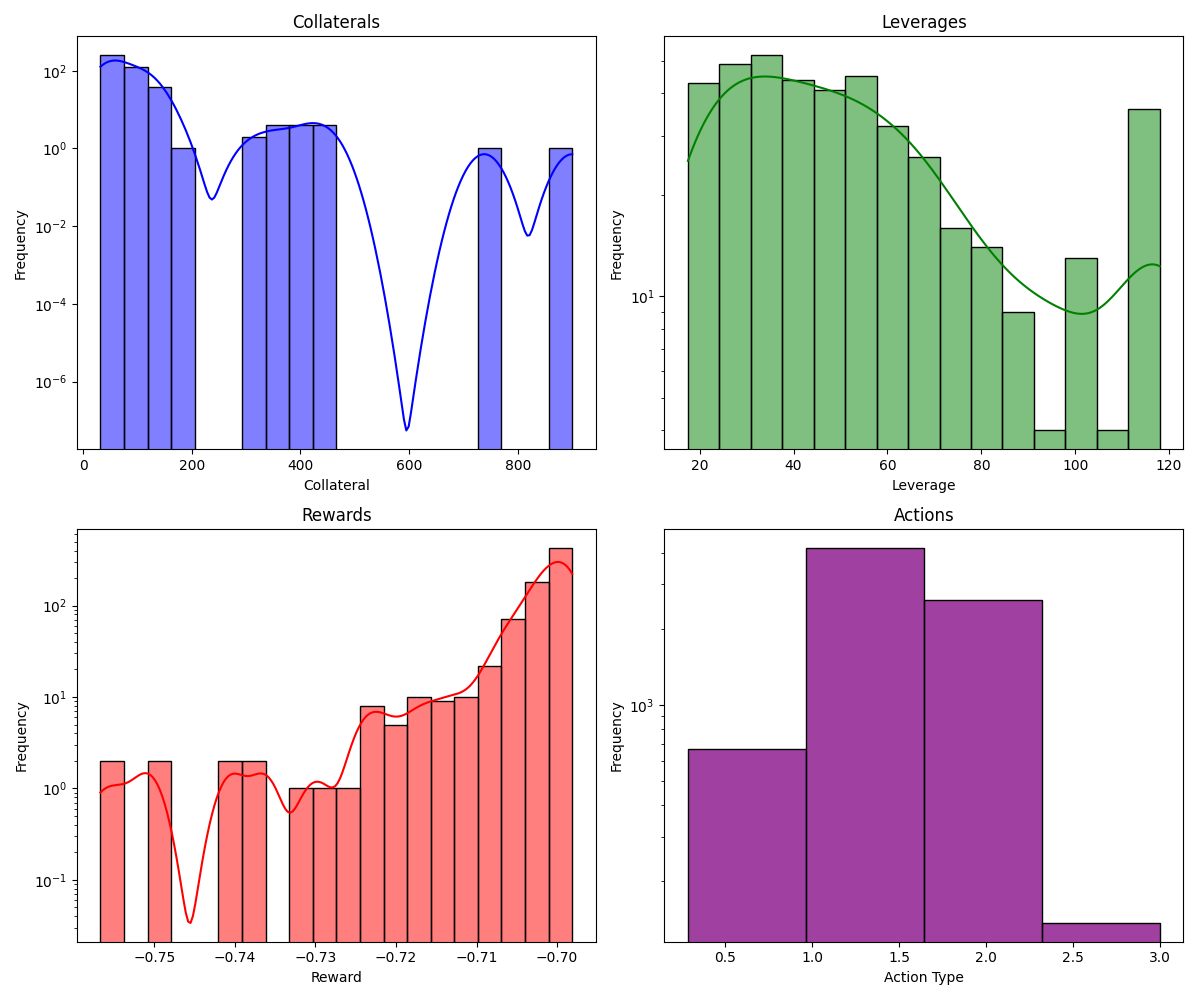 Collaterals
Frequency
10^2
10^0
10^−2
10^−4
10^−6
0 200 400 600 800
Collateral
Leverages
Frequency
10^1
20 40 60 80 100 120
Leverage
Rewards
Frequency
10^2
10^1
10^0
10^−1
−0.75 −0.74 −0.73 −0.72 −0.71 −0.70
Reward
Actions
Frequency
10^3
0.5 1.0 1.5 2.0 2.5 3.0
Action Type